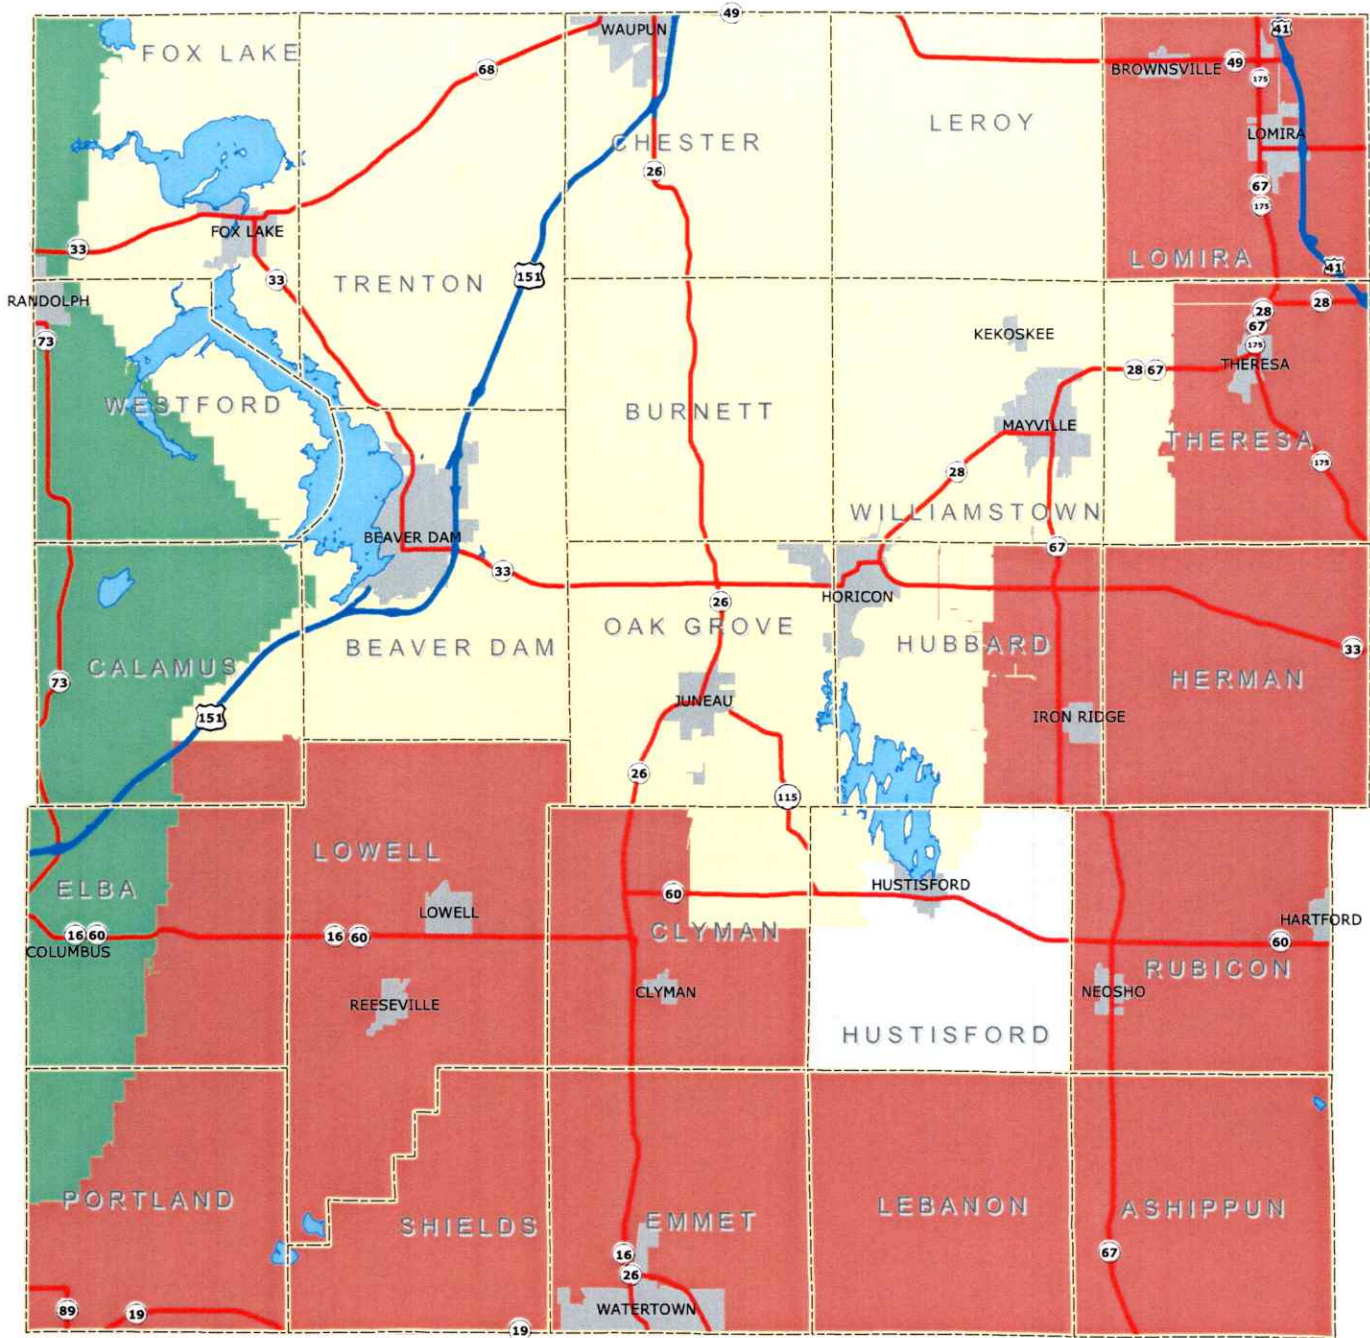 49
WAUPUN
41
FOX LAKE
BROWNSVILLE
49
68
175
LEROY
LOMIRA
CHESTER
26
67
175
FOX LAKE
33
LOMIRA
41
151
33
TRENTON
RANDOLPH
28
28
67
73
KEKOSKEE
175
THERESA
28
67
WESTFORD
BURNETT
MAYVILLE
THERESA
175
28
WILLIAMSTOWN
BEAVER DAM
67
33
HORICON
26
OAK GROVE
BEAVER DAM
HUBBARD
33
CALAMUS
HERMAN
73
JUNEAU
151
IRON RIDGE
26
115
LOWELL
ELBA
60
HUSTISFORD
LOWELL
HARTFORD
16
60
16
60
CLYMAN
60
COLUMBUS
RUBICON
CLYMAN
NEOSHO
REESEVILLE
HUSTISFORD
PORTLAND
LEBANON
ASHIPPUN
SHIELDS
EMMET
16
67
26
89
19
WATERTOWN
19